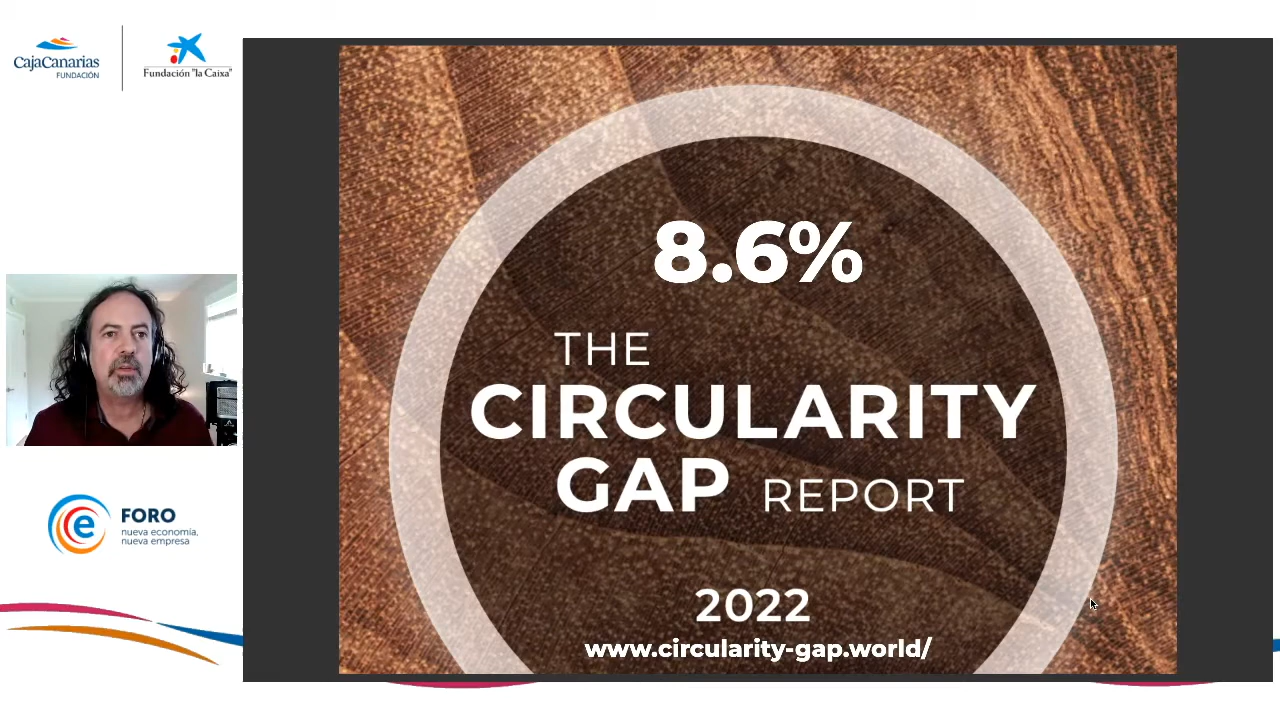 CajaCanarias
FUNDACIÓN
Fundación "la Caixa"
8.6%
THE
CIRCULARITY
GAP REPORT
2022
www.circularity-gap.world/
e FORO
nueva economía,
nueva empresa